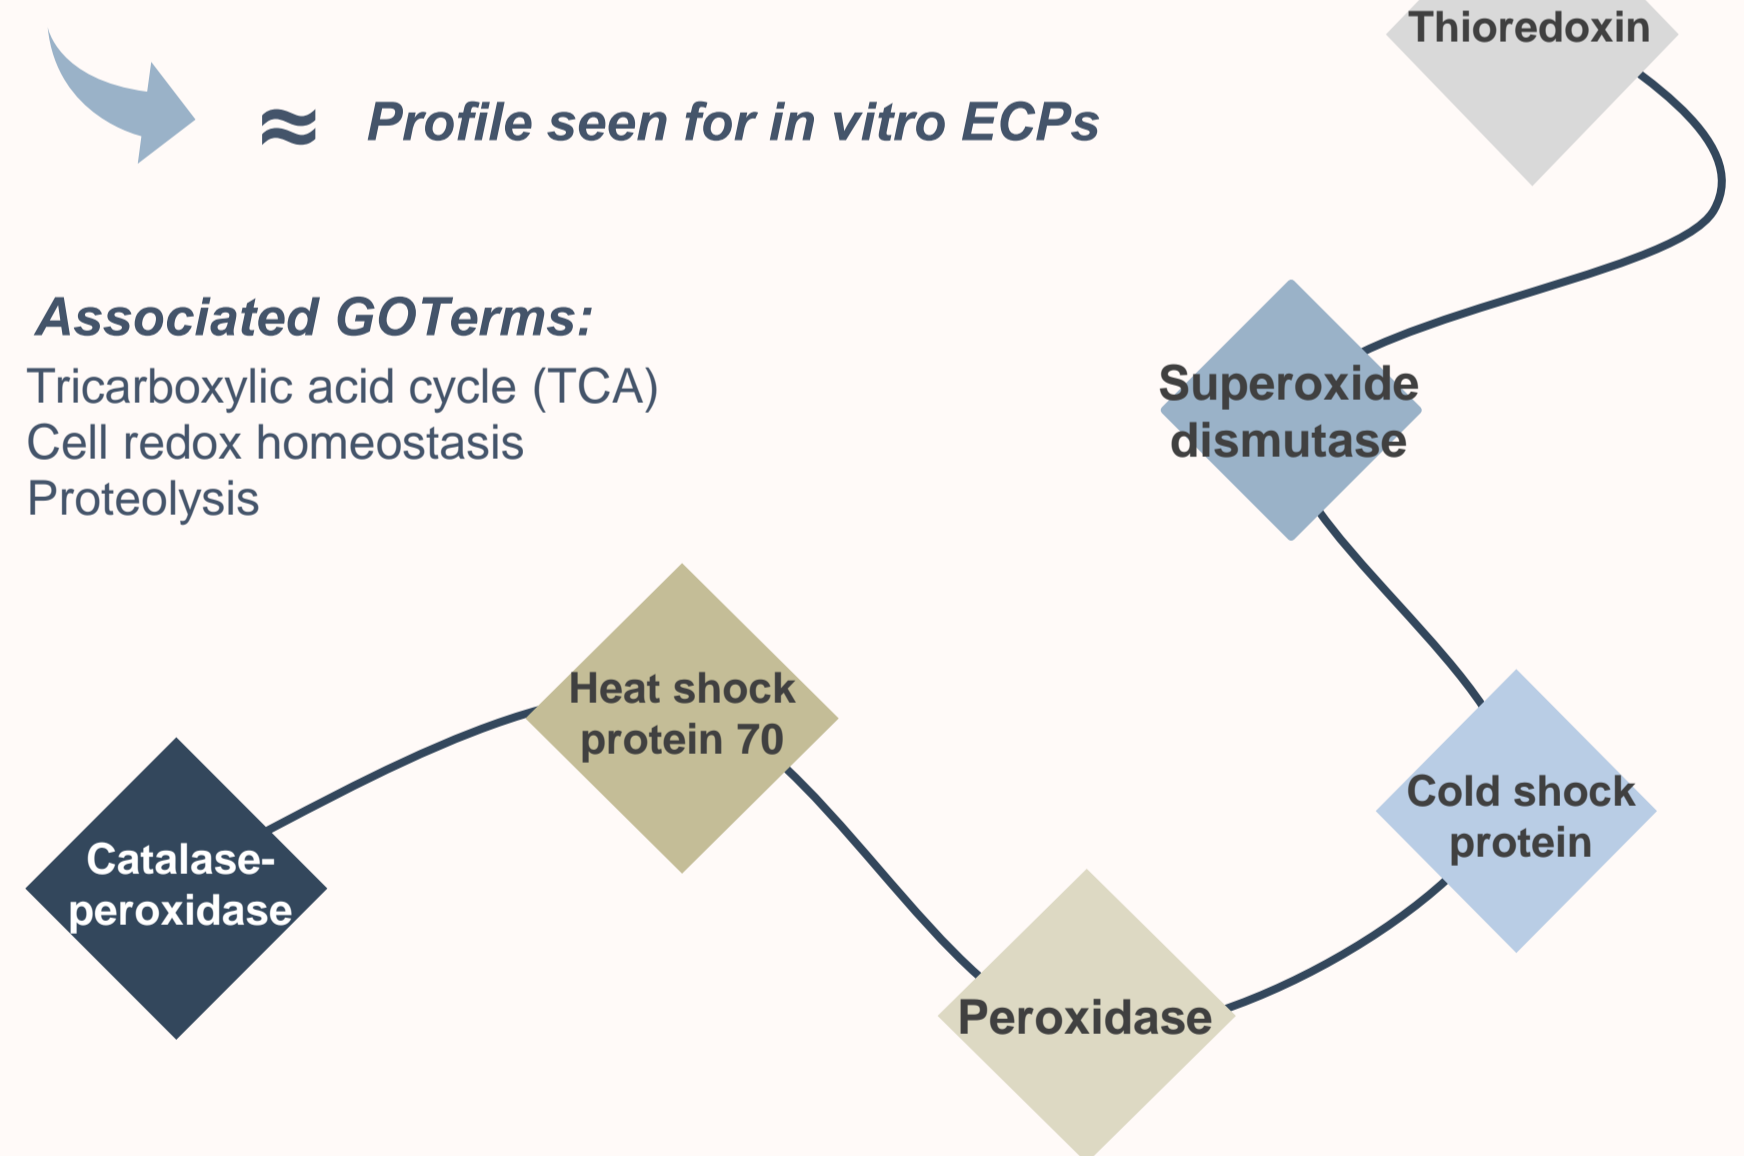 Thioredoxin
≈ Profile seen for in vitro ECPs
Associated GOTerms:
Tricarboxylic acid cycle (TCA)
Cell redox homeostasis
Proteolysis
Superoxide
dismutase
Heat shock
protein 70
Cold shock
protein
Catalase-
peroxidase
Peroxidase